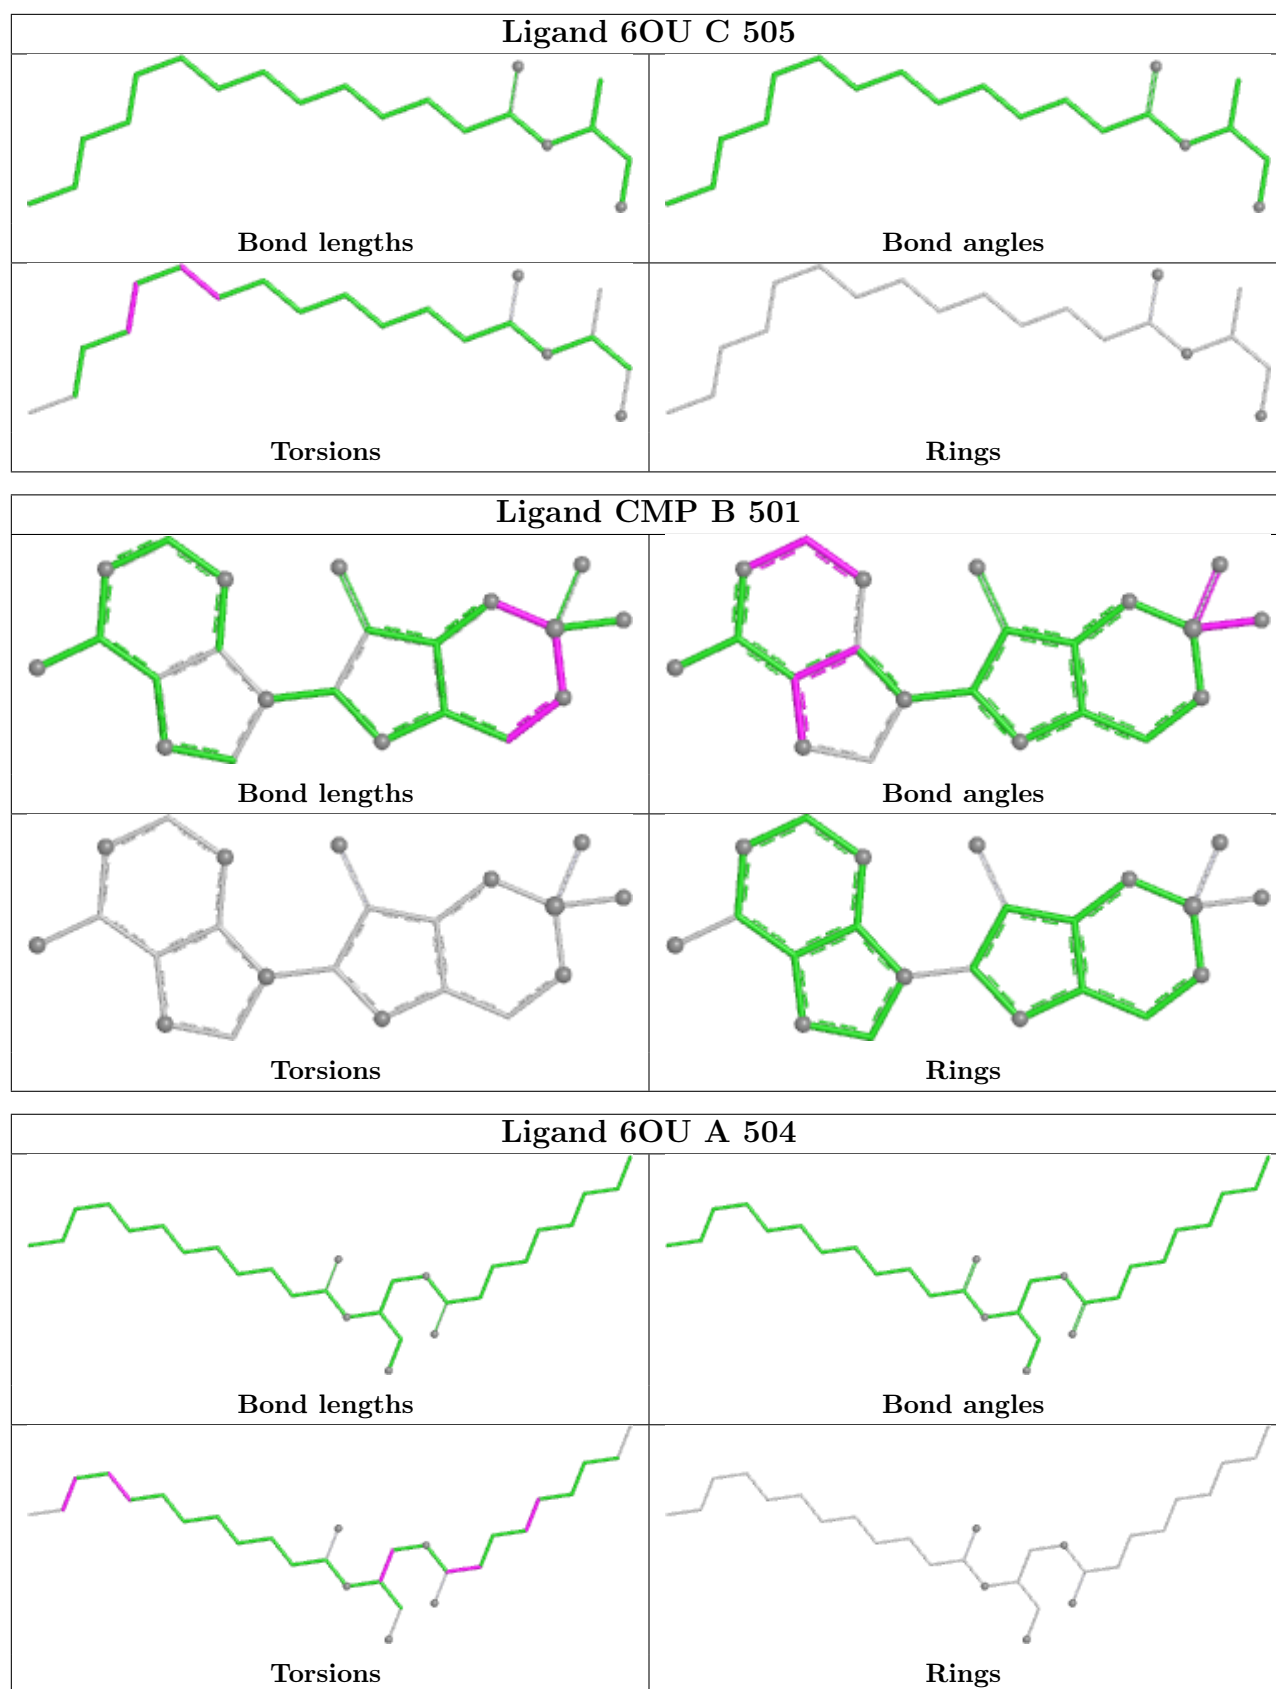 Ligand 6OU C 505
Bond lengths
Bond angles
Torsions
Rings
Ligand CMP B 501
Bond lengths
Bond angles
Torsions
Rings
Ligand 6OU A 504
Bond lengths
Bond angles
Torsions
Rings